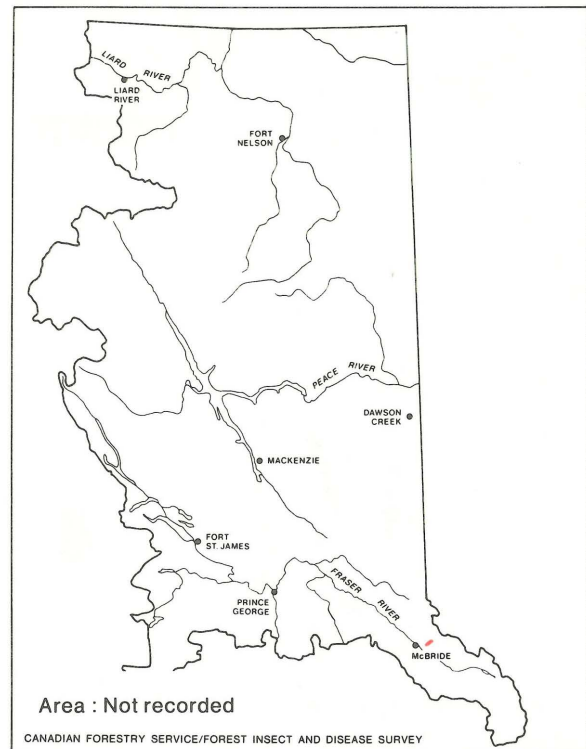 LIARD RIVER
LIARD
RIVER
FORT
NELSON
PEACE RIVER
DAWSON
CREEK
MACKENZIE
FORT
ST. JAMES
PRINCE
GEORGE
FRASER RIVER
McBRIDE
Area : Not recorded
CANADIAN FORESTRY SERVICE/FOREST INSECT AND DISEASE SURVEY